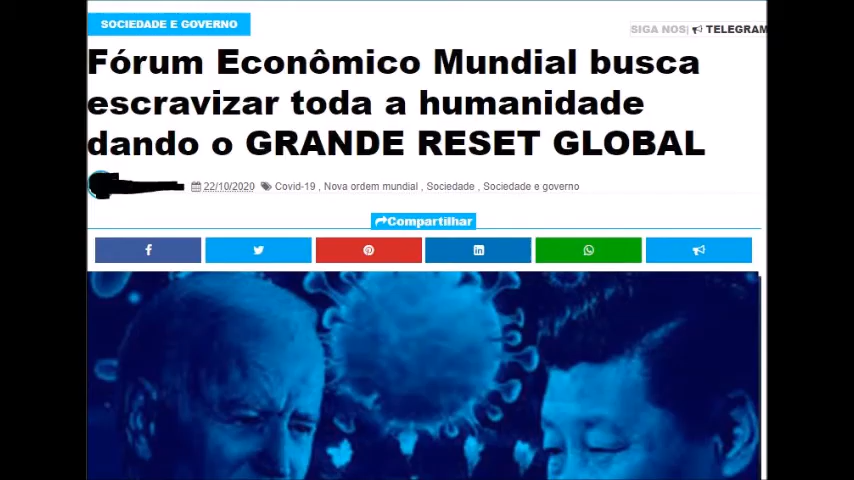 SOCIEDADE E GOVERNO
SIGA NOS| TELEGRAM
Fórum Econômico Mundial busca
escravizar toda a humanidade
dando o GRANDE RESET GLOBAL
22/10/2020 Covid-19 , Nova ordem mundial , Sociedade , Sociedade e governo
Compartilhar